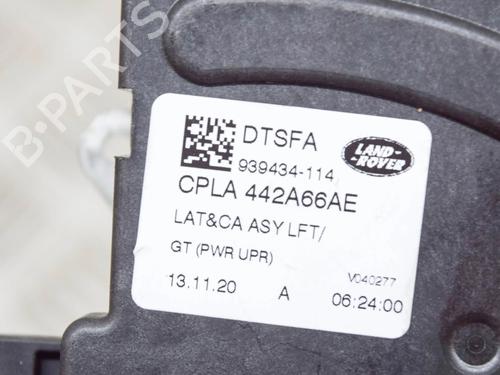 B-PARTS
DTSFA
LAND-
ROVER
939434-114
CPLA 442A66AE
LAT&CA ASY LFT/
GT (PWR UPR)
V040277
13.11.20 A 06:24:00